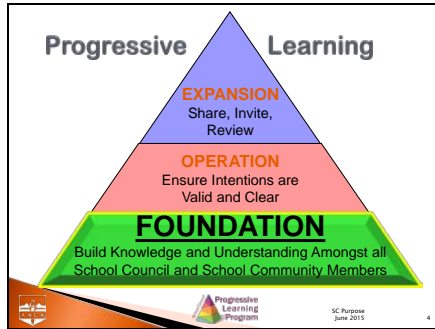 Progressive Learning
EXPANSION
Share, Invite,
Review
OPERATION
Ensure Intentions are
Valid and Clear
FOUNDATION
Build Knowledge and Understanding Amongst all
School Council and School Community Members
Progressive
Learning
Program
SC Purpose
June 2015
4